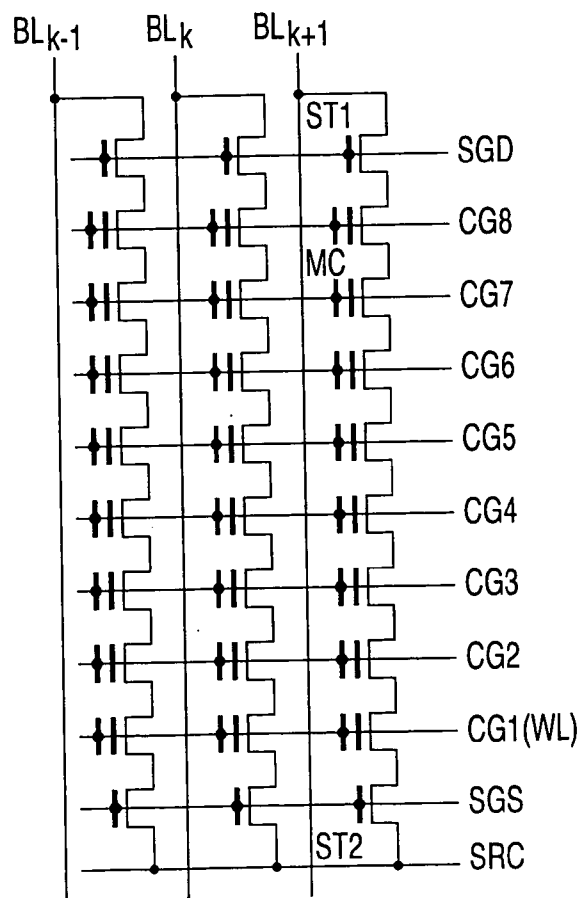 BLk-1 BLk BLk+1
ST1
SGD
CG8
MC
CG7
CG6
CG5
CG4
CG3
CG2
CG1(WL)
SGS
ST2
SRC